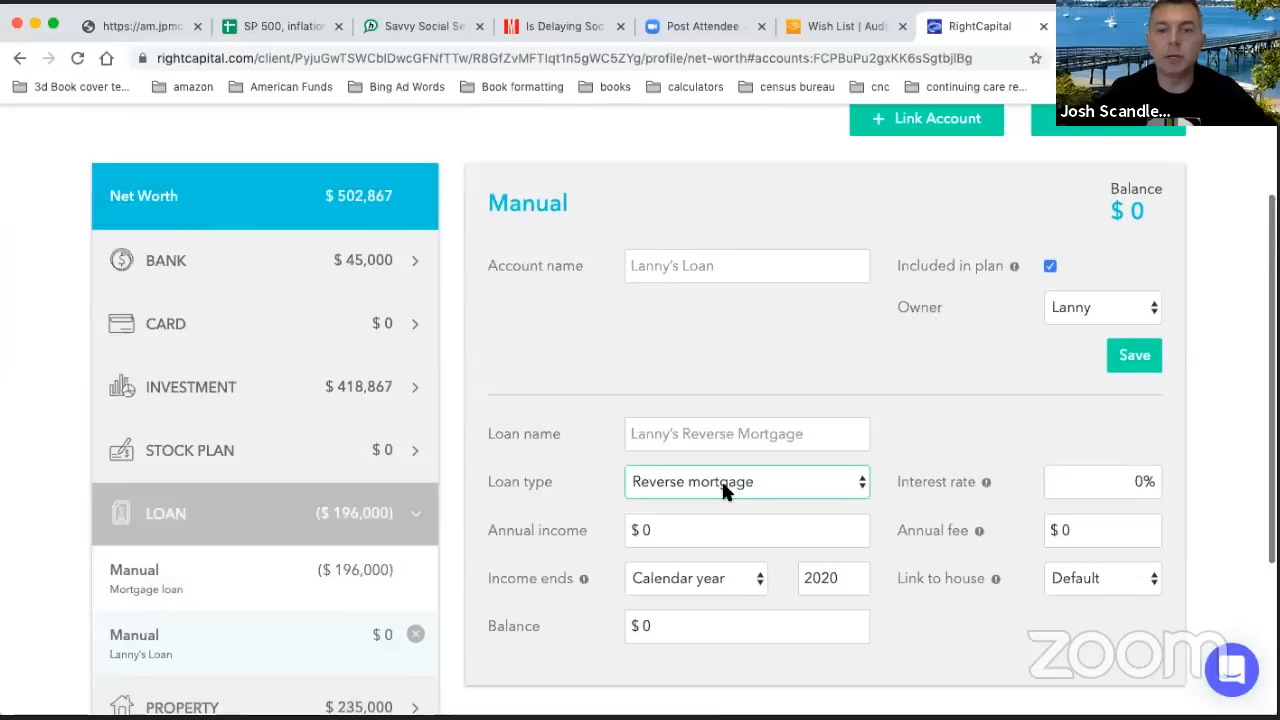 https://am.jpmo
SP 500, inflation
Savvy Social Se
Is Delaying Soc
Post Attendee
Wish List | Audi
RightCapital
rightcapital.com/client/PyjuGwTSWCbIDwcGFNfTTw/R8GfZvMFTIqt1n5gWC5ZYg/profile/net-worth#accounts:FCPBuPu2gxKK6sSgtbjlBg
3d Book cover te...
amazon
American Funds
Bing Ad Words
Book formatting
books
calculators
census bureau
cnc
continuing care re...
Josh Scandle...
+ Link Account
Net Worth $ 502,867
BANK $ 45,000
CARD $ 0
INVESTMENT $ 418,867
STOCK PLAN $ 0
LOAN ($ 196,000)
Manual ($ 196,000)
Mortgage loan
Manual $ 0
Lanny's Loan
PROPERTY $ 235,000
Manual
Balance
$ 0
Account name Lanny's Loan
Included in plan
Owner Lanny
Save
Loan name Lanny's Reverse Mortgage
Loan type Reverse mortgage
Interest rate 0%
Annual income $ 0
Annual fee $ 0
Income ends Calendar year 2020
Link to house Default
Balance $ 0
zoom